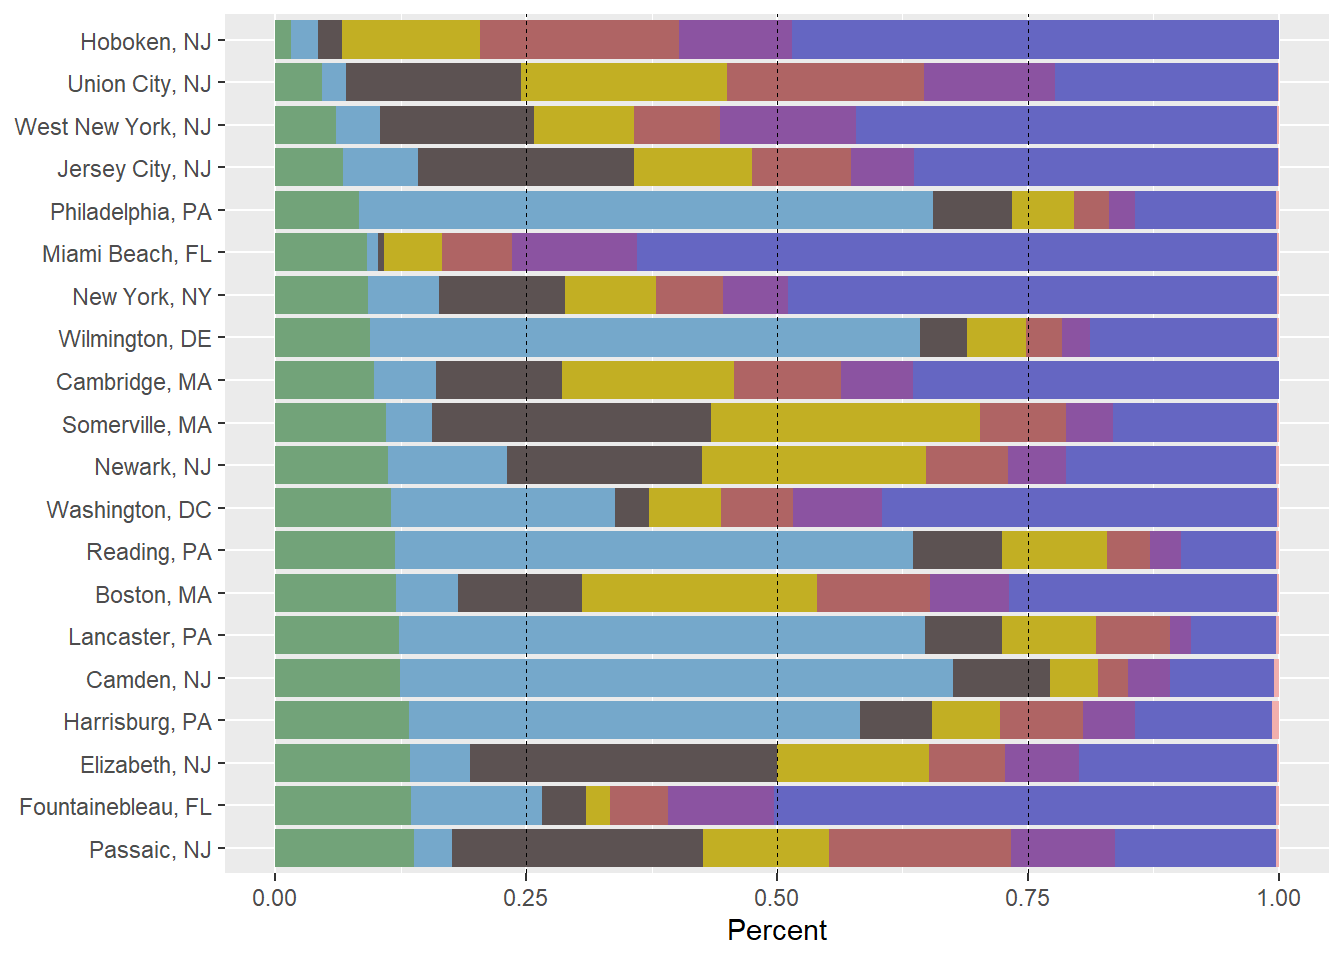 Hoboken, NJ
Union City, NJ
West New York, NJ
Jersey City, NJ
Philadelphia, PA
Miami Beach, FL
New York, NY
Wilmington, DE
Cambridge, MA
Somerville, MA
Newark, NJ
Washington, DC
Reading, PA
Boston, MA
Lancaster, PA
Camden, NJ
Harrisburg, PA
Elizabeth, NJ
Fountainebleau, FL
Passaic, NJ
0.00 0.25 0.50 0.75 1.00
Percent